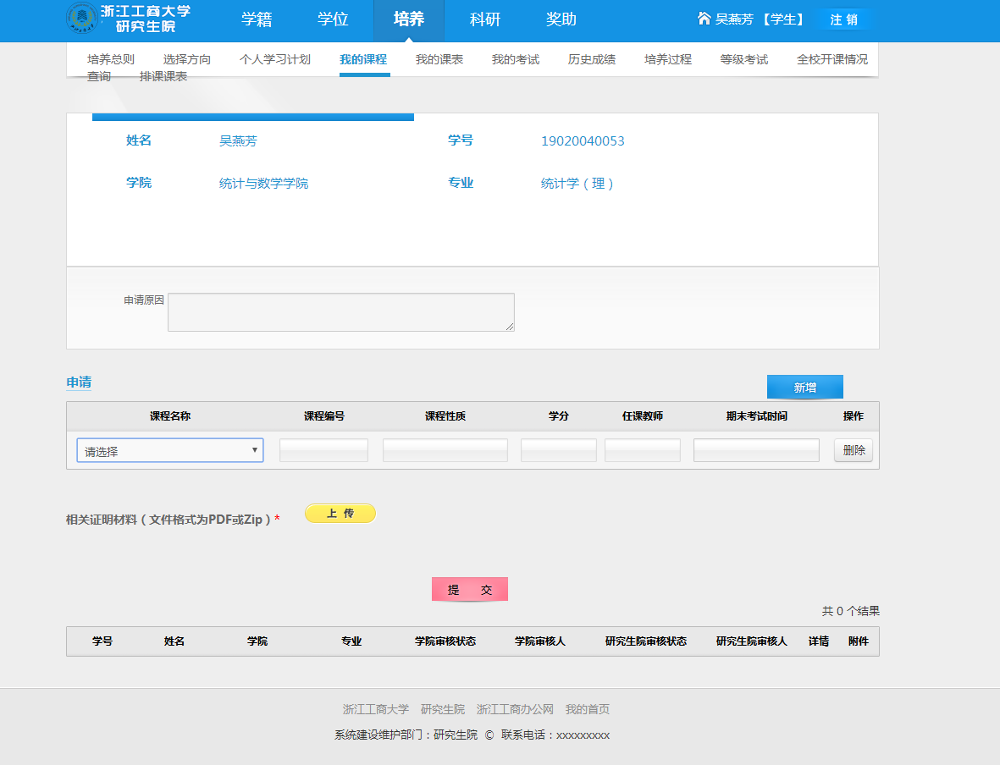 浙江工商大学
研究生院
学籍 学位 培养 科研 奖助 吴燕芳 【学生】 注 销
培养总则 选择方向 个人学习计划 我的课程 我的课表 我的考试 历史成绩 培养过程 等级考试 全校开课情况
查询 排课课表
姓名 吴燕芳 学号 19020040053
学院 统计与数学学院 专业 统计学（理）
申请原因
申请 新增
课程名称 课程编号 课程性质 学分 任课教师 期末考试时间 操作
请选择 删除
相关证明材料（文件格式为PDF或Zip）* 上 传
提 交
共 0 个结果
学号 姓名 学院 专业 学院审核状态 学院审核人 研究生院审核状态 研究生院审核人 详情 附件
浙江工商大学 研究生院 浙江工商办公网 我的首页
系统建设维护部门：研究生院 © 联系电话：xxxxxxxxx